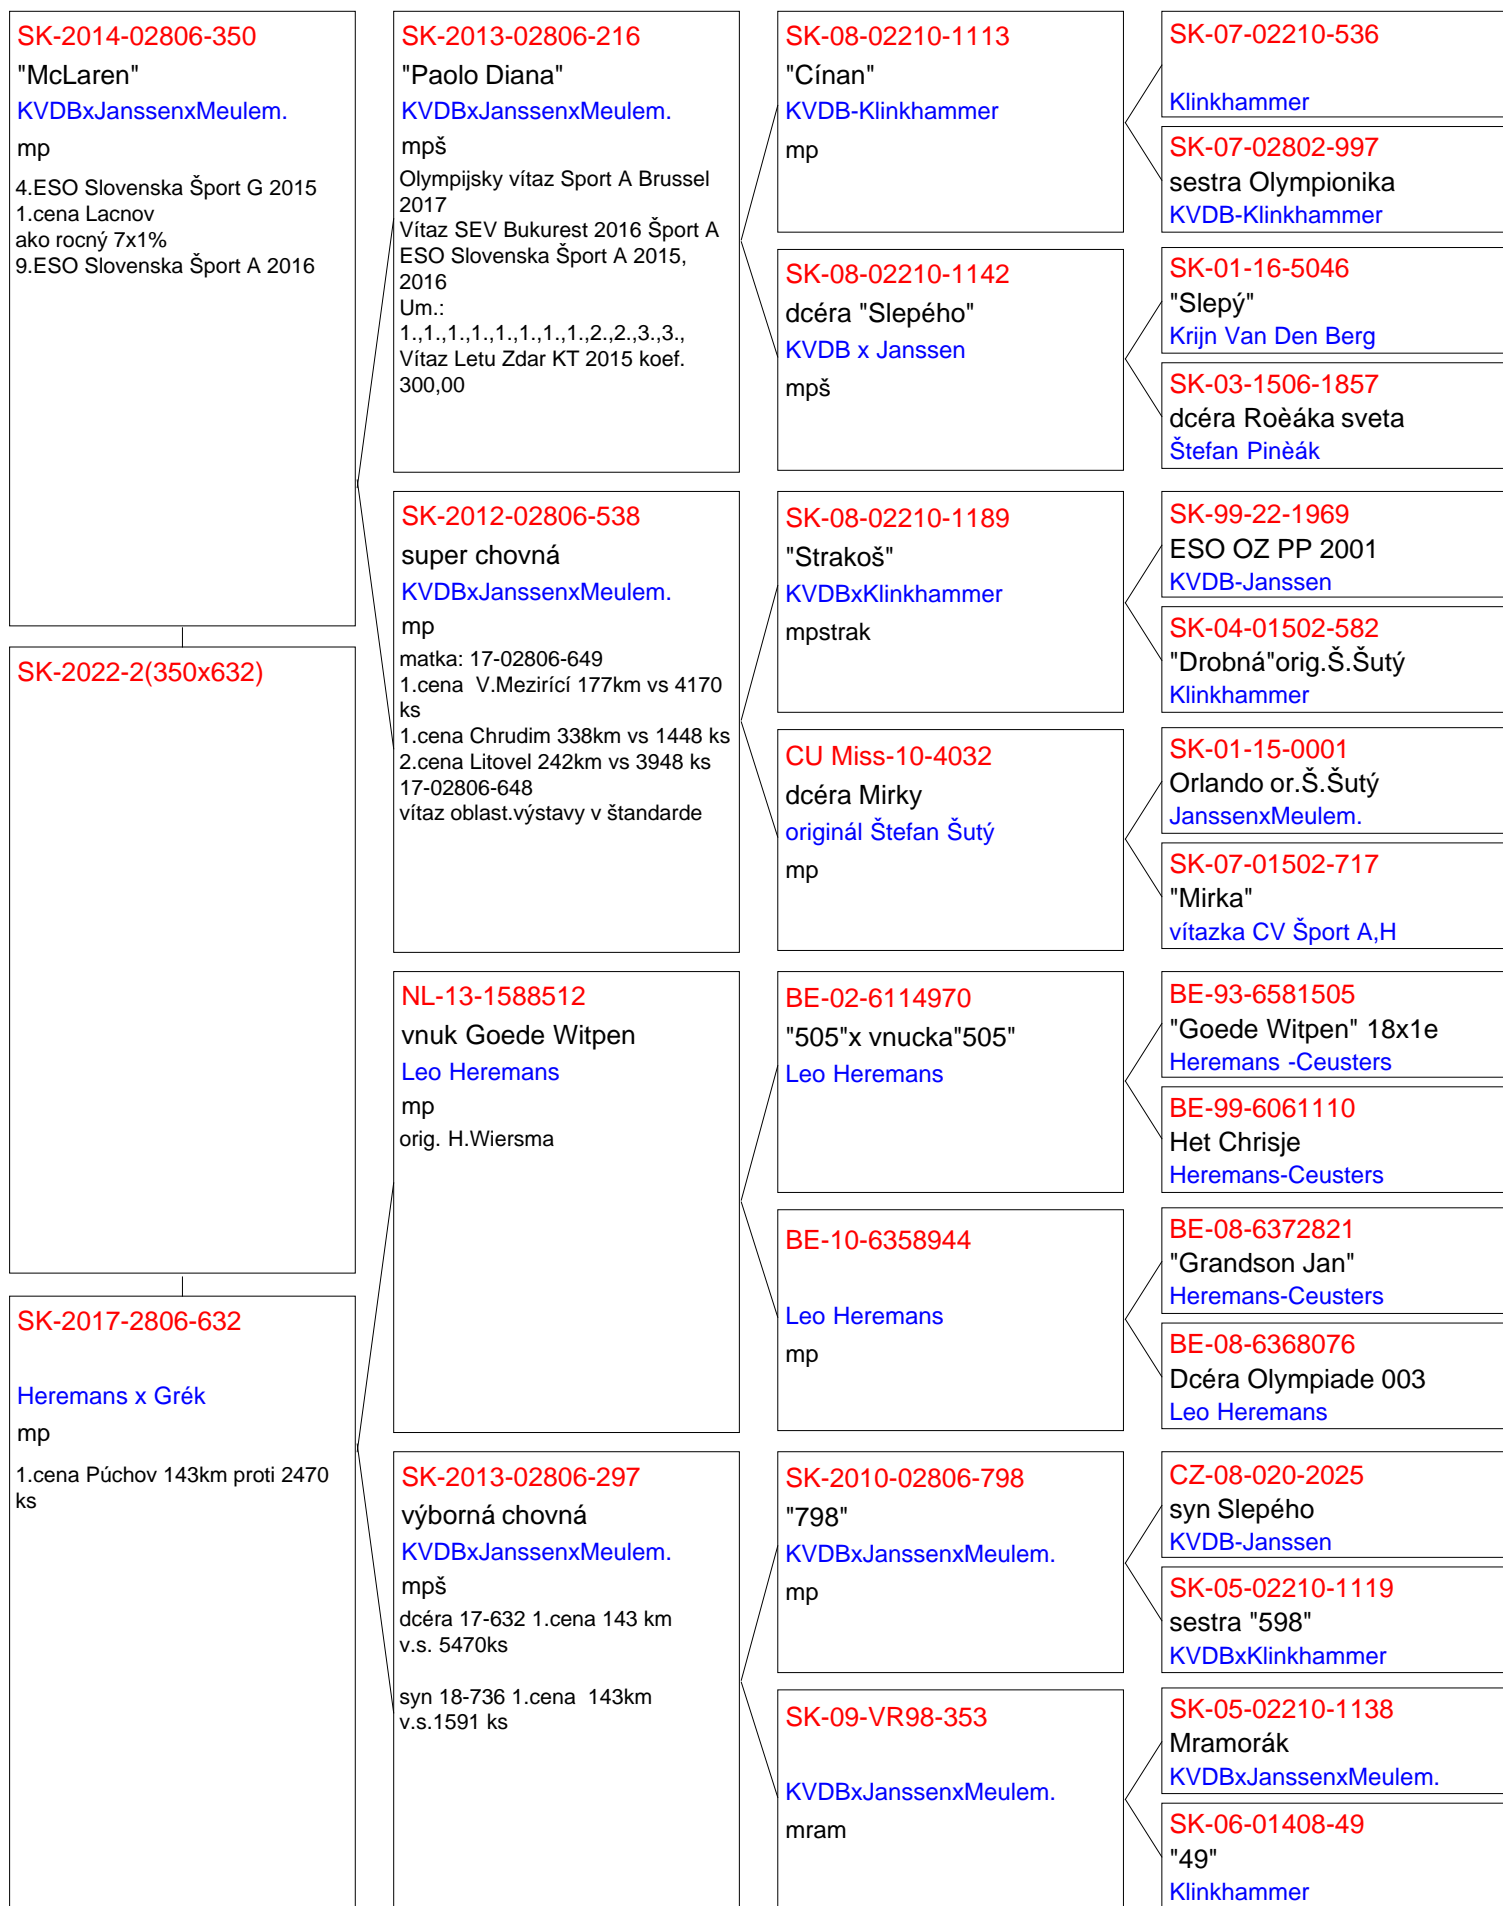 SK-2014-02806-350
"McLaren"
KVDBxJanssenxMeulem.
mp
4.ESO Slovenska Šport G 2015
1.cena Lacnov
ako rocný 7x1%
9.ESO Slovenska Šport A 2016
SK-2022-2(350x632)
SK-2017-2806-632
Heremans x Grék
mp
1.cena Púchov 143km proti 2470
ks
SK-2013-02806-216
"Paolo Diana"
KVDBxJanssenxMeulem.
mpš
Olympijsky vítaz Sport A Brussel
2017
Vítaz SEV Bukurest 2016 Šport A
ESO Slovenska Šport A 2015,
2016
Um.:
1.,1.,1.,1.,1.,1.,1.,1.,2.,2.,3.,3.,
Vítaz Letu Zdar KT 2015 koef.
300,00
SK-2012-02806-538
super chovná
KVDBxJanssenxMeulem.
mp
matka: 17-02806-649
1.cena  V.Mezirící 177km vs 4170
ks
1.cena Chrudim 338km vs 1448 ks
2.cena Litovel 242km vs 3948 ks
17-02806-648
vítaz oblast.výstavy v štandarde
NL-13-1588512
vnuk Goede Witpen
Leo Heremans
mp
orig. H.Wiersma
SK-2013-02806-297
výborná chovná
KVDBxJanssenxMeulem.
mpš
dcéra 17-632 1.cena 143 km
v.s. 5470ks
syn 18-736 1.cena  143km
v.s.1591 ks
SK-08-02210-1113
"Cínan"
KVDB-Klinkhammer
mp
SK-08-02210-1142
dcéra "Slepého"
KVDB x Janssen
mpš
SK-08-02210-1189
"Strakoš"
KVDBxKlinkhammer
mpstrak
CU Miss-10-4032
dcéra Mirky
originál Štefan Šutý
mp
BE-02-6114970
"505"x vnucka"505"
Leo Heremans
BE-10-6358944
Leo Heremans
mp
SK-2010-02806-798
"798"
KVDBxJanssenxMeulem.
mp
SK-09-VR98-353
KVDBxJanssenxMeulem.
mram
SK-07-02210-536
Klinkhammer
SK-07-02802-997
sestra Olympionika
KVDB-Klinkhammer
SK-01-16-5046
"Slepý"
Krijn Van Den Berg
SK-03-1506-1857
dcéra Roèáka sveta
Štefan Pinèák
SK-99-22-1969
ESO OZ PP 2001
KVDB-Janssen
SK-04-01502-582
"Drobná"orig.Š.Šutý
Klinkhammer
SK-01-15-0001
Orlando or.Š.Šutý
JanssenxMeulem.
SK-07-01502-717
"Mirka"
vítazka CV Šport A,H
BE-93-6581505
"Goede Witpen" 18x1e
Heremans -Ceusters
BE-99-6061110
Het Chrisje
Heremans-Ceusters
BE-08-6372821
"Grandson Jan"
Heremans-Ceusters
BE-08-6368076
Dcéra Olympiade 003
Leo Heremans
CZ-08-020-2025
syn Slepého
KVDB-Janssen
SK-05-02210-1119
sestra "598"
KVDBxKlinkhammer
SK-05-02210-1138
Mramorák
KVDBxJanssenxMeulem.
SK-06-01408-49
"49"
Klinkhammer